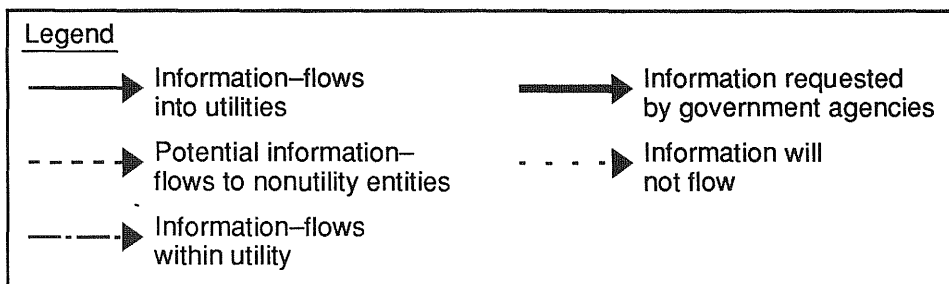 Legend
Information–flows
into utilities
Potential information–
flows to nonutility entities
Information–flows
within utility
Information requested
by government agencies
Information will
not flow